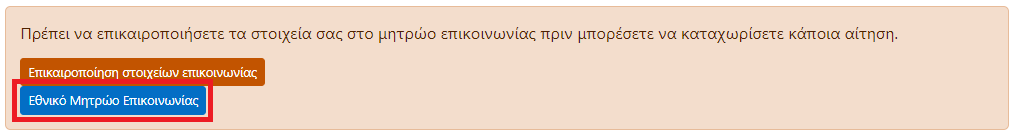 Πρέπει να επικαιροποιήσετε τα στοιχεία σας στο μητρώο επικοινωνίας πριν μπορέσετε να καταχωρίσετε κάποια αίτηση.
Επικαιροποίηση στοιχείων επικοινωνίας
Εθνικό Μητρώο Επικοινωνίας